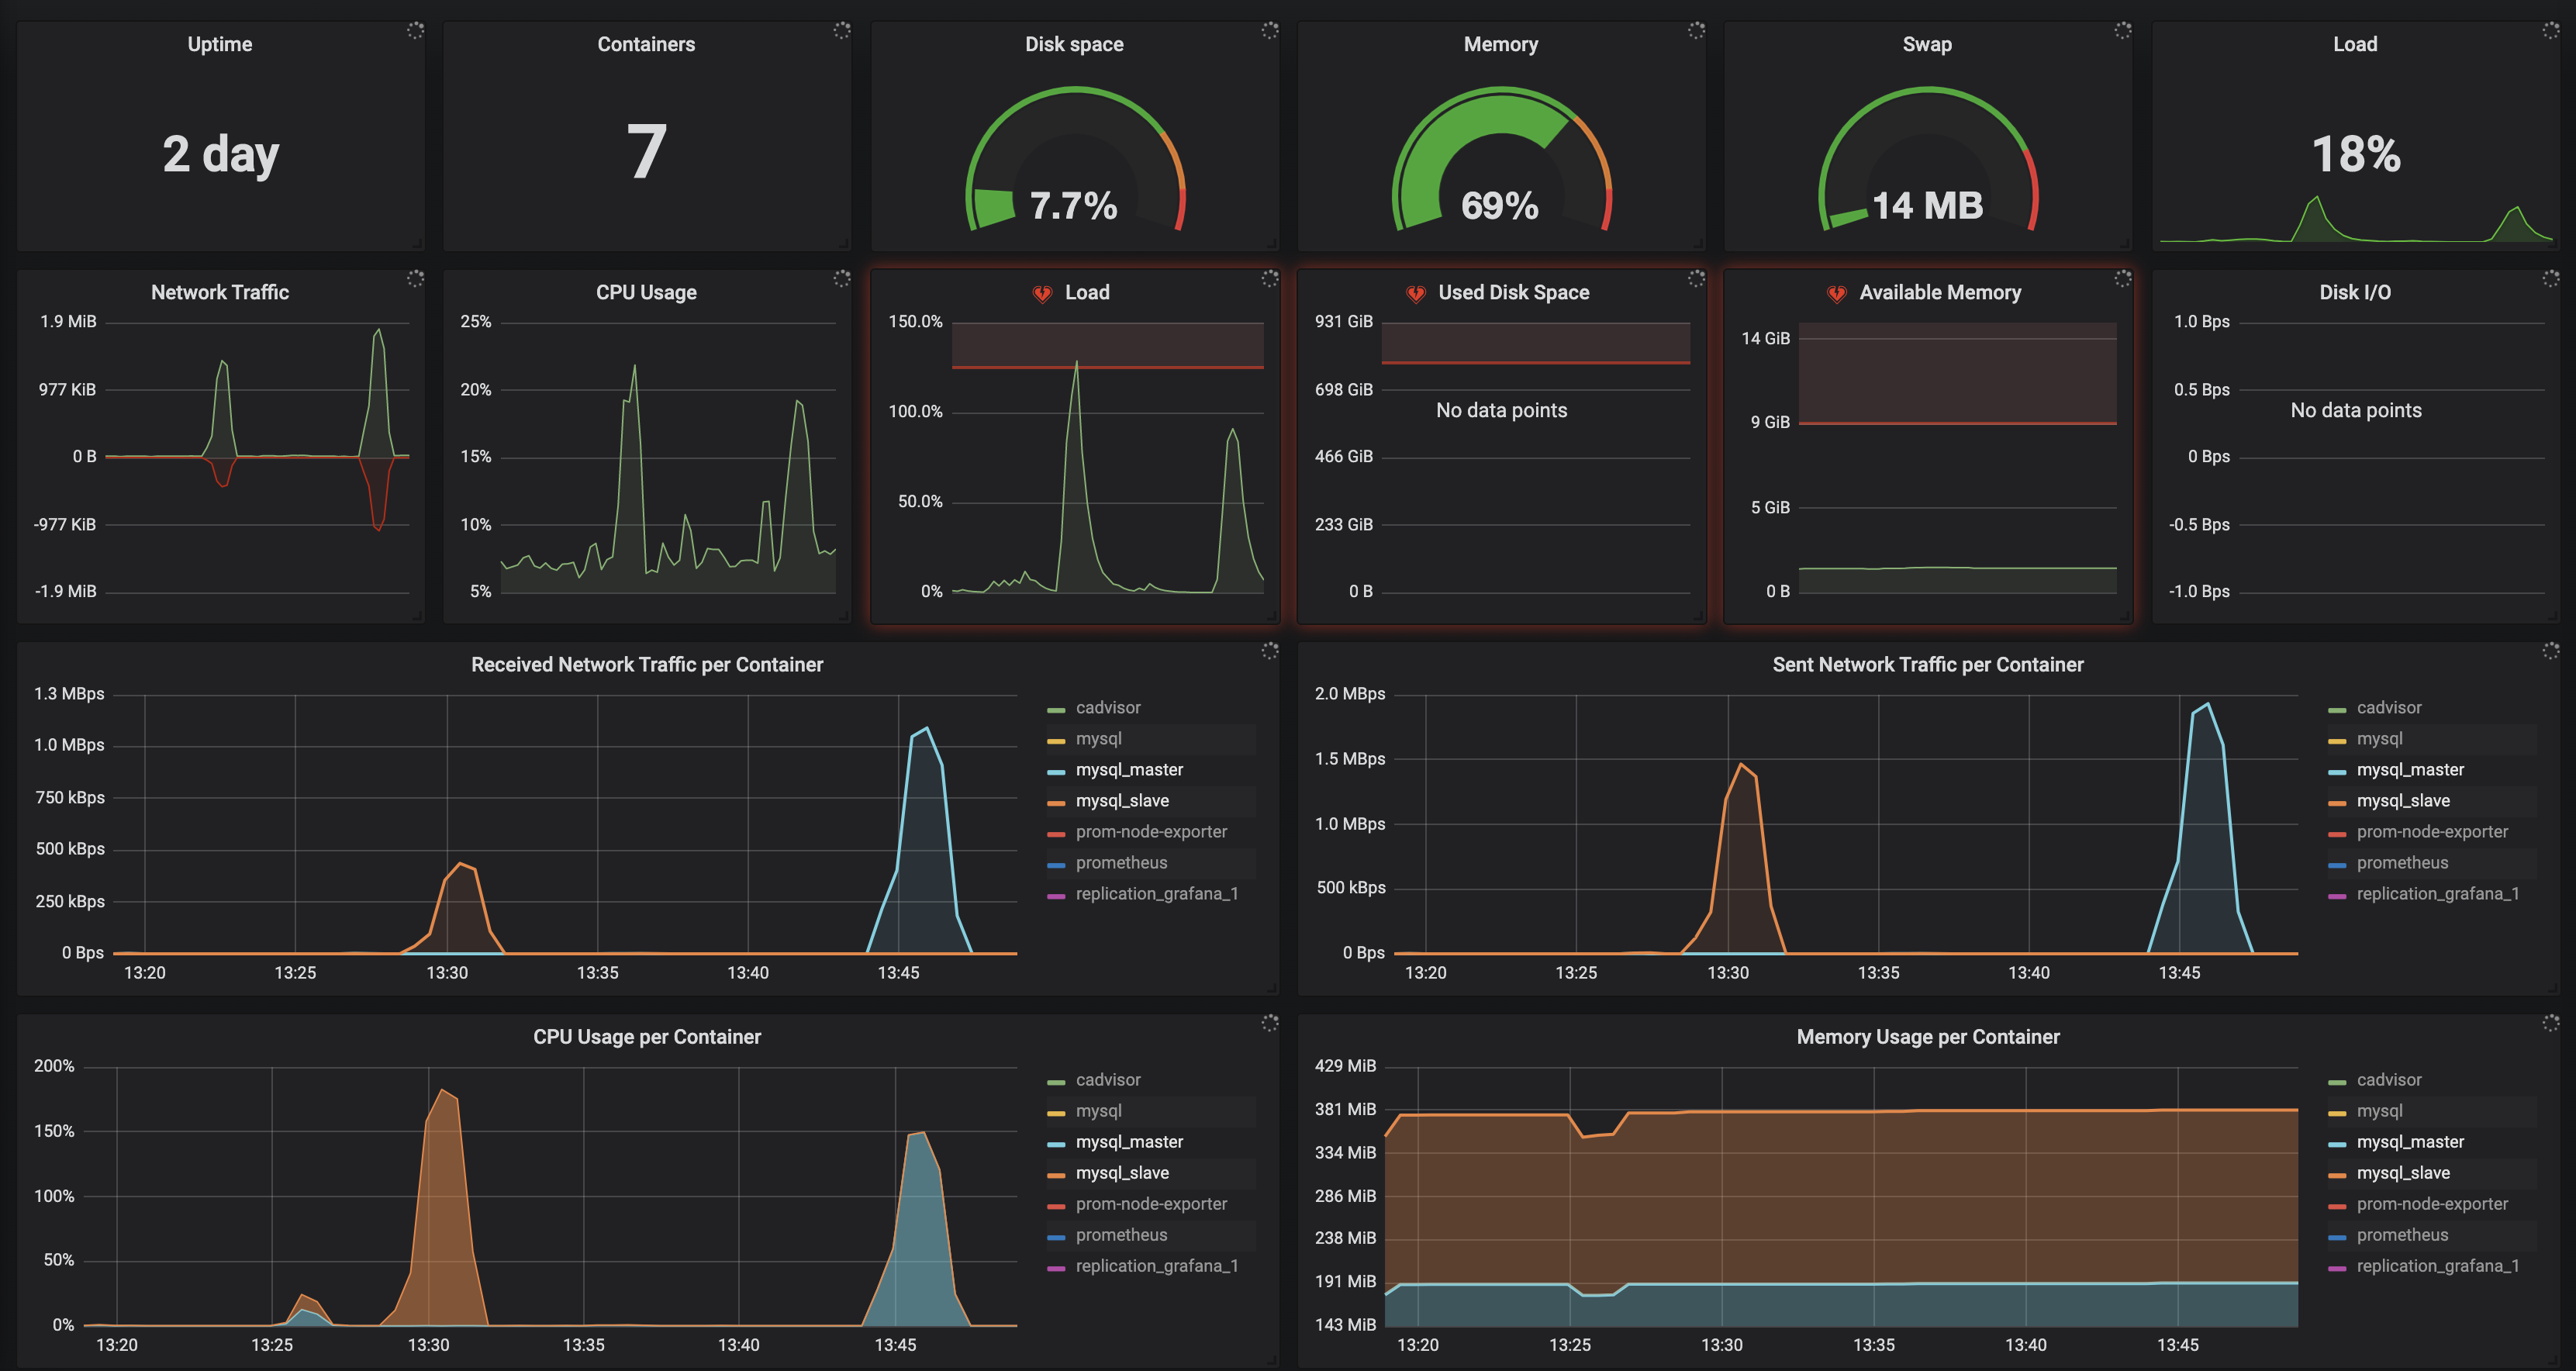 Uptime
2 day
Containers
7
Disk space
7.7%
Memory
69%
Swap
14 MB
Load
18%
Network Traffic
1.9 MiB
977 KiB
0 B
-977 KiB
-1.9 MiB
CPU Usage
25%
20%
15%
10%
5%
Load
150.0%
100.0%
50.0%
0%
Used Disk Space
931 GiB
698 GiB
No data points
466 GiB
233 GiB
0 B
Available Memory
14 GiB
9 GiB
5 GiB
0 B
Disk I/O
1.0 Bps
0.5 Bps
No data points
0 Bps
-0.5 Bps
-1.0 Bps
Received Network Traffic per Container
1.3 MBps
1.0 MBps
750 kBps
500 kBps
250 kBps
0 Bps
13:20 13:25 13:30 13:35 13:40 13:45
cadvisor
mysql
mysql_master
mysql_slave
prom-node-exporter
prometheus
replication_grafana_1
Sent Network Traffic per Container
2.0 MBps
1.5 MBps
1.0 MBps
500 kBps
0 Bps
13:20 13:25 13:30 13:35 13:40 13:45
cadvisor
mysql
mysql_master
mysql_slave
prom-node-exporter
prometheus
replication_grafana_1
CPU Usage per Container
200%
150%
100%
50%
0%
13:20 13:25 13:30 13:35 13:40 13:45
cadvisor
mysql
mysql_master
mysql_slave
prom-node-exporter
prometheus
replication_grafana_1
Memory Usage per Container
429 MiB
381 MiB
334 MiB
286 MiB
238 MiB
191 MiB
143 MiB
13:20 13:25 13:30 13:35 13:40 13:45
cadvisor
mysql
mysql_master
mysql_slave
prom-node-exporter
prometheus
replication_grafana_1